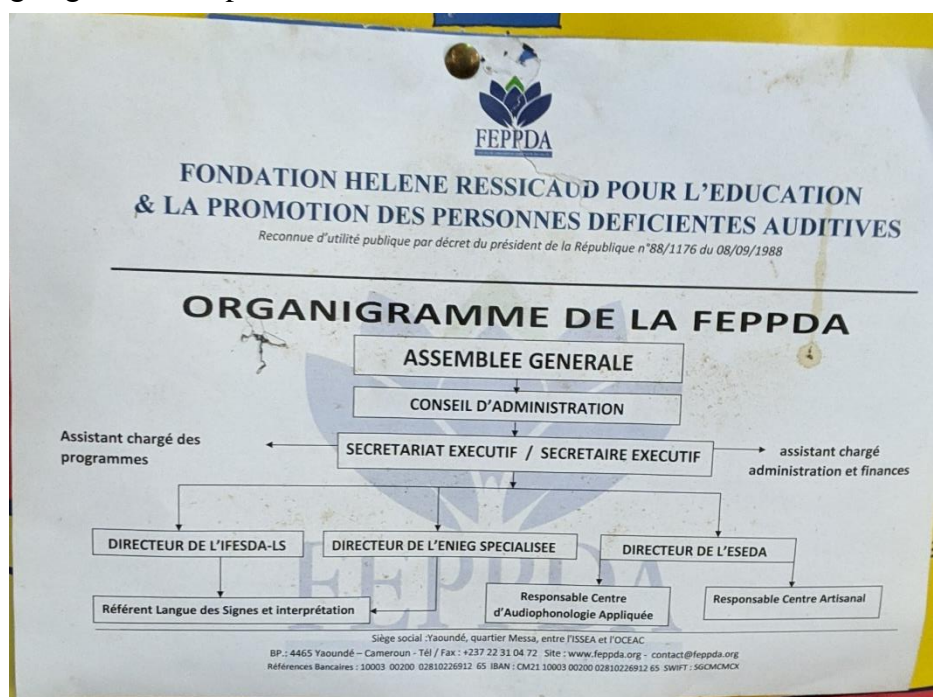 FEPPDA
FONDATION HELENE RESSICAUD POUR L'EDUCATION
& LA PROMOTION DES PERSONNES DEFICIENTES AUDITIVES
Reconnue d'utilité publique par décret du président de la République n°88/1176 du 08/09/1988
ORGANIGRAMME DE LA FEPPDA
ASSEMBLEE GENERALE
CONSEIL D'ADMINISTRATION
Assistant chargé des
programmes
SECRETARIAT EXECUTIF / SECRETAIRE EXECUTIF
assistant chargé
administration et finances
DIRECTEUR DE L'IFESDA-LS
DIRECTEUR DE L'ENIEG SPECIALISEE
DIRECTEUR DE L'ESEDA
Référent Langue des Signes et interprétation
Responsable Centre
d'Audiophonologie Appliquée
Responsable Centre Artisanal
FEPPDA
Siège social :Yaoundé, quartier Messa, entre l'ISSEA et l'OCEAC
BP.: 4465 Yaoundé – Cameroun - Tél / Fax : +237 22 31 04 72 Site : www.feppda.org - contact@feppda.org
Références Bancaires : 10003 00200 02810226912 65 IBAN : CM21 10003 00200 02810226912 65 SWIFT : SGCMCMCX